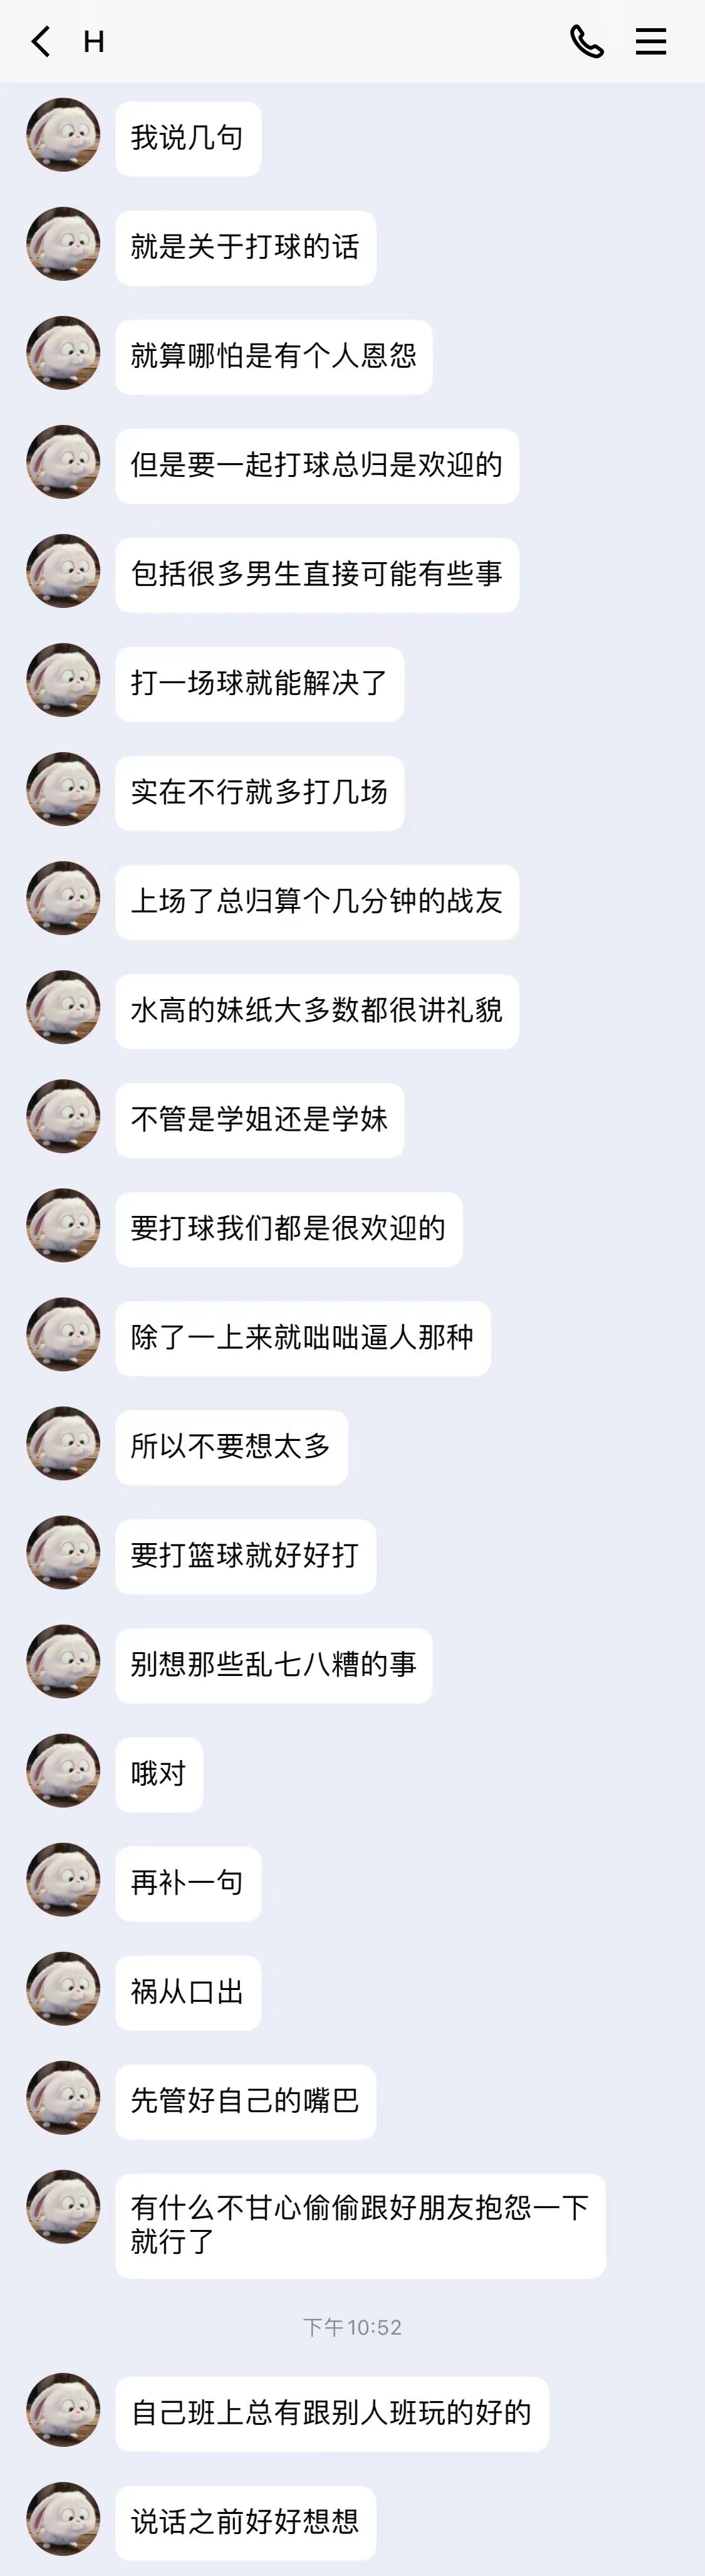 H
我说几句
就是关于打球的话
就算哪怕是有个人恩怨
但是要一起打球总归是欢迎的
包括很多男生直接可能有些事
打一场球就能解决了
实在不行就多打几场
上场了总归算个几分钟的战友
水高的妹纸大多数都很讲礼貌
不管是学姐还是学妹
要打球我们都是很欢迎的
除了一上来就咄咄逼人那种
所以不要想太多
要打篮球就好好打
别想那些乱七八糟的事
哦对
再补一句
祸从口出
先管好自己的嘴巴
有什么不甘心偷偷跟好朋友抱怨一下
就行了
下午10:52
自己班上总有跟别人班玩的好的
说话之前好好想想